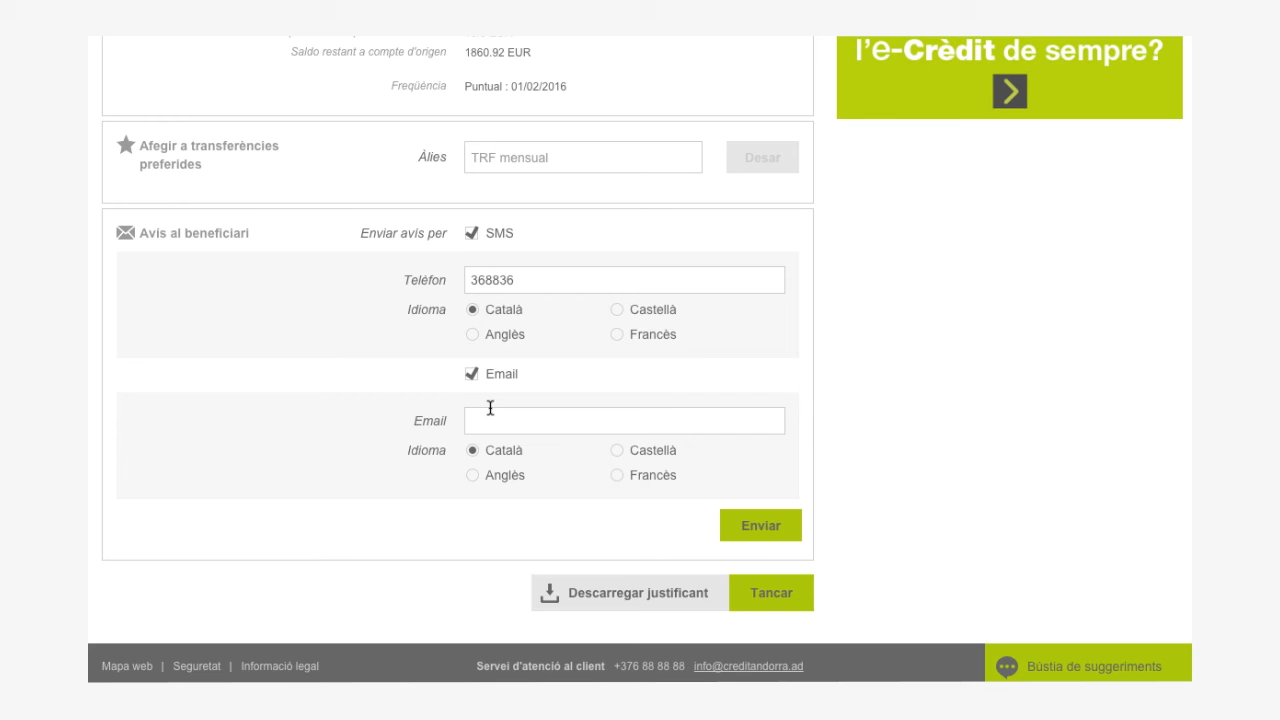 Saldo restant a compte d'origen 1860.92 EUR
l'e-Crèdit de sempre?
Freqüència Puntual : 01/02/2016
Afegir a transferències
preferides
Àlies TRF mensual Desar
Avis al beneficiari Enviar avis per SMS
Telèfon 368836
Idioma Català Castellà
Anglès Francès
Email
Email
Idioma Català Castellà
Anglès Francès
Enviar
Descarregar justificant Tancar
Mapa web | Seguretat | Informació legal Servei d'atenció al client +376 88 88 88 info@creditandorra.ad Bústia de suggeriments